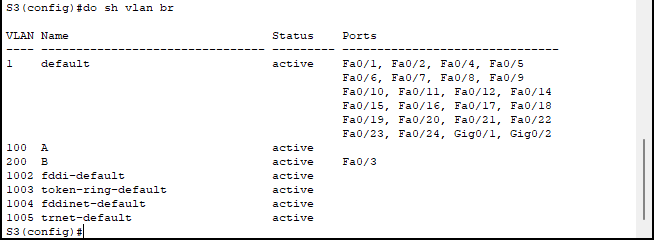 S3(config)#do sh vlan br
VLAN Name                             Status    Ports
---- -------------------------------- --------- -------------------------------
1    default                          active    Fa0/1, Fa0/2, Fa0/4, Fa0/5
                                                Fa0/6, Fa0/7, Fa0/8, Fa0/9
                                                Fa0/10, Fa0/11, Fa0/12, Fa0/14
                                                Fa0/15, Fa0/16, Fa0/17, Fa0/18
                                                Fa0/19, Fa0/20, Fa0/21, Fa0/22
                                                Fa0/23, Fa0/24, Gig0/1, Gig0/2
100  A                                active
200  B                                active    Fa0/3
1002 fddi-default                     active
1003 token-ring-default               active
1004 fddinet-default                  active
1005 trnet-default                    active
S3(config)#